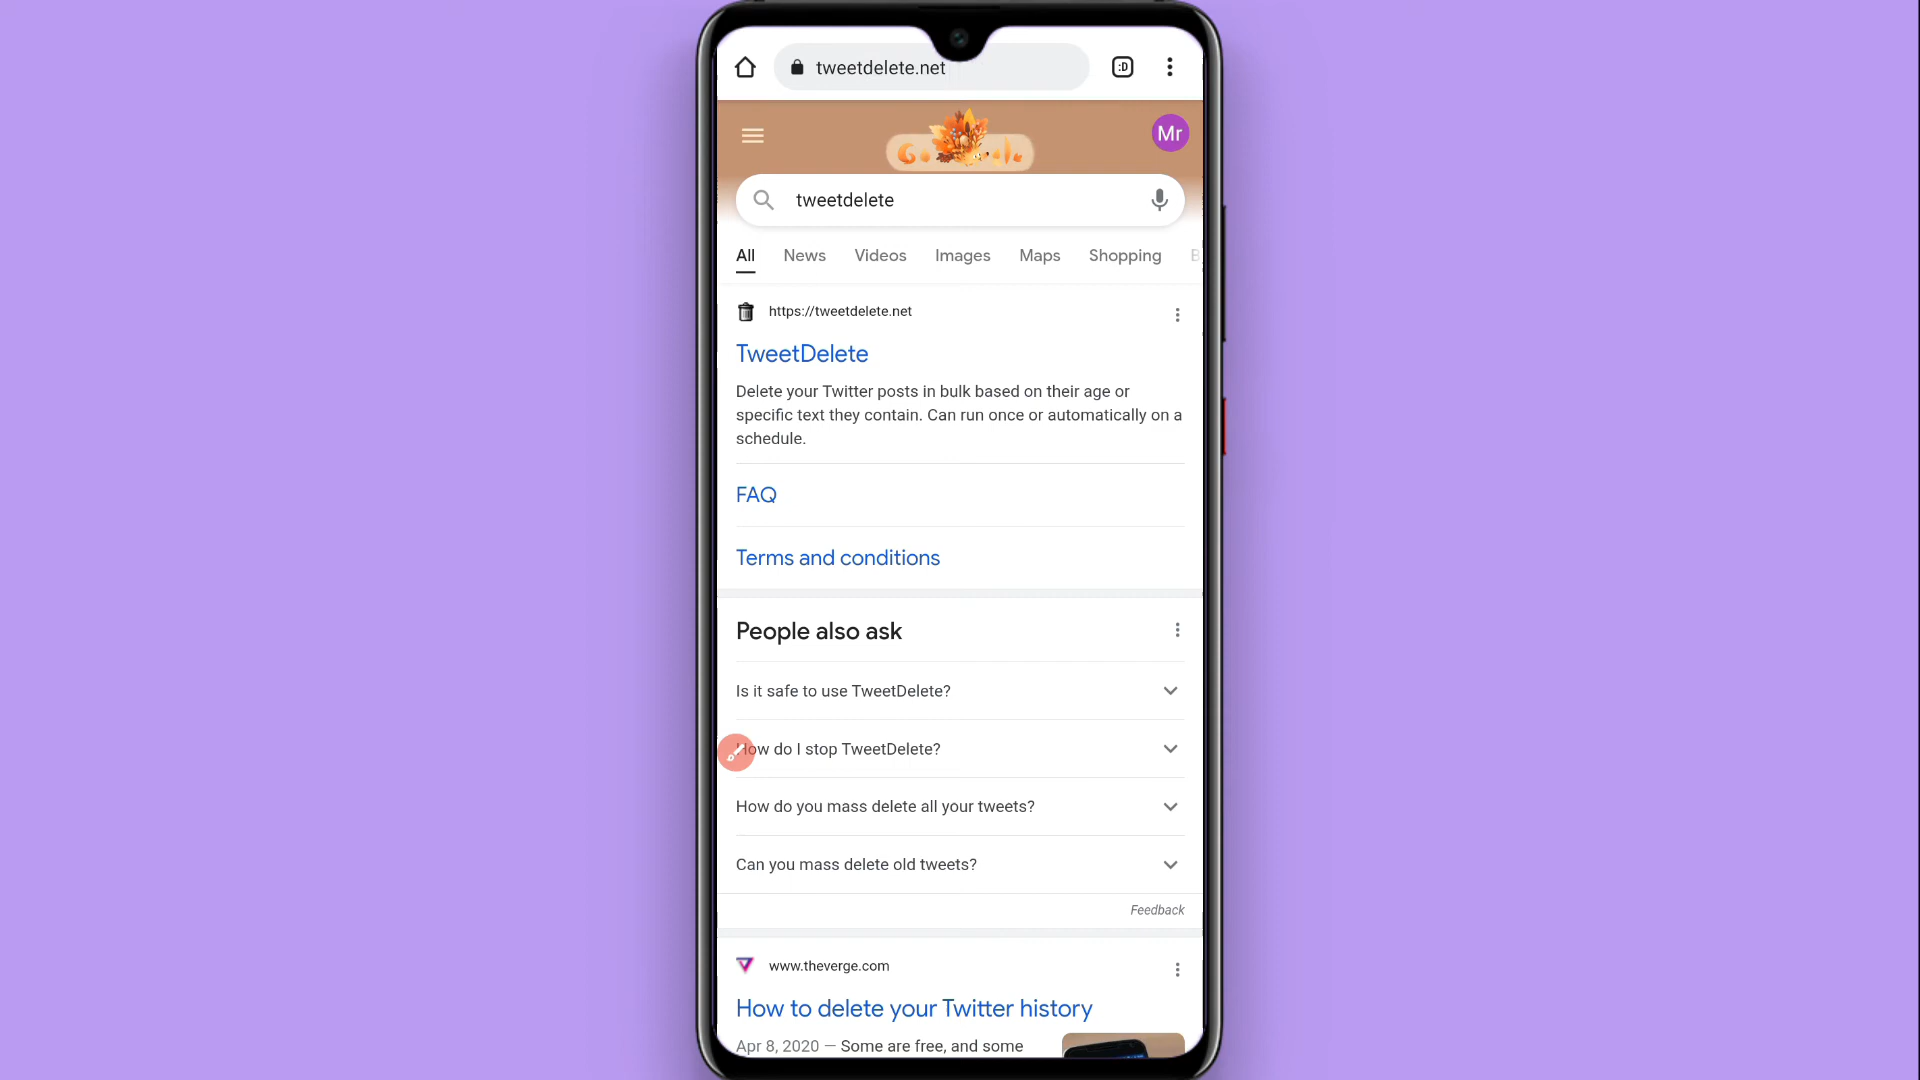 tweetdelete.net
:D
Mr
tweetdelete
All News Videos Images Maps Shopping
https://tweetdelete.net
TweetDelete
Delete your Twitter posts in bulk based on their age or
specific text they contain. Can run once or automatically on a
schedule.
FAQ
Terms and conditions
People also ask
Is it safe to use TweetDelete?
How do I stop TweetDelete?
How do you mass delete all your tweets?
Can you mass delete old tweets?
Feedback
www.theverge.com
How to delete your Twitter history
Apr 8, 2020 — Some are free, and some